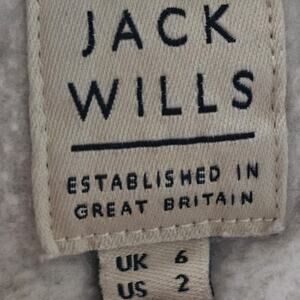 JACK
WILLS
ESTABLISHED IN
GREAT BRITAIN
UK 6
US 2